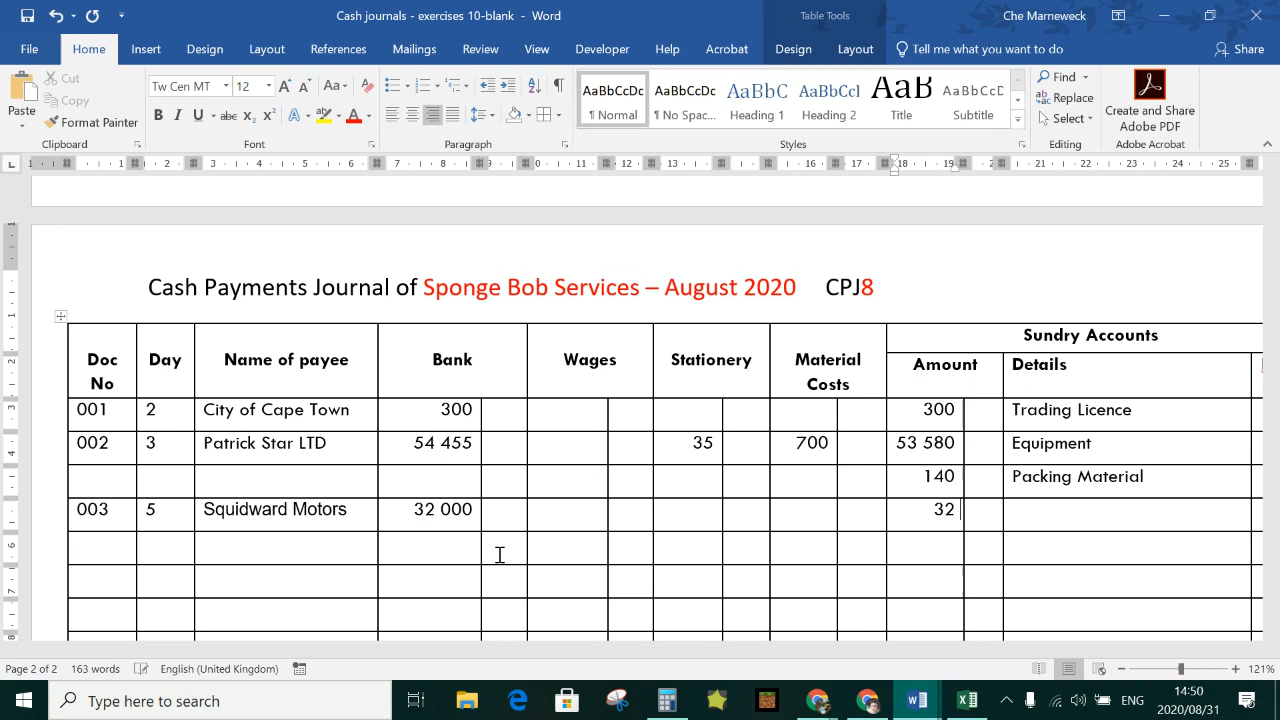 Cash journals - exercises 10-blank - Word
Table Tools
Che Marneweck
File Home Insert Design Layout References Mailings Review View Developer Help Acrobat Design Layout Tell me what you want to do Share
Paste
Cut
Copy
Format Painter
Clipboard
Tw Cen MT 12
Font
Paragraph
AaBbCcDc AaBbCcDc AaBbC AaBbCcl AaB AaBbCcD
¶ Normal ¶ No Spac... Heading 1 Heading 2 Title Subtitle
Styles
Find
Replace
Select
Editing
Create and Share
Adobe PDF
Adobe Acrobat
Cash Payments Journal of Sponge Bob Services – August 2020 CPJ8
Sundry Accounts
Doc No Day Name of payee Bank Wages Stationery Material Costs Amount Details
001 2 City of Cape Town 300 300 Trading Licence
002 3 Patrick Star LTD 54 455 35 700 53 580 Equipment
140 Packing Material
003 5 Squidward Motors 32 000 32
Page 2 of 2 163 words English (United Kingdom) 121%
Type here to search
ENG
14:50
2020/08/31